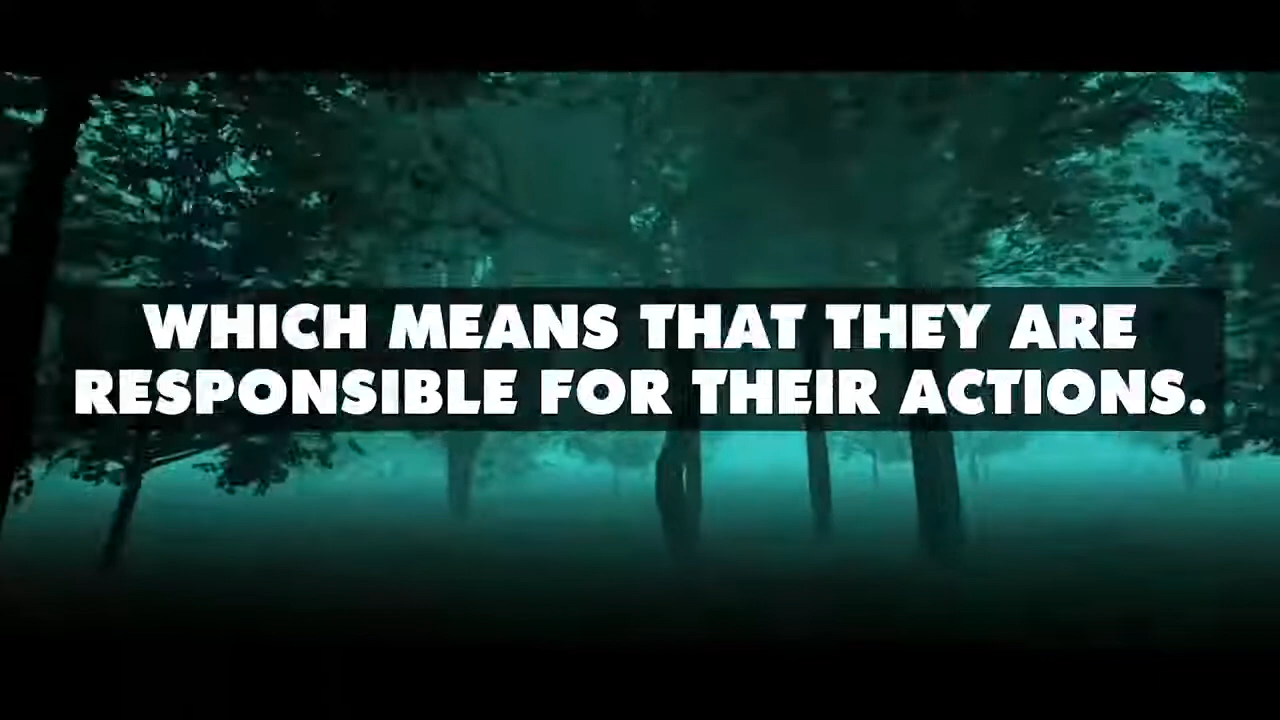 WHICH MEANS THAT THEY ARE
RESPONSIBLE FOR THEIR ACTIONS.